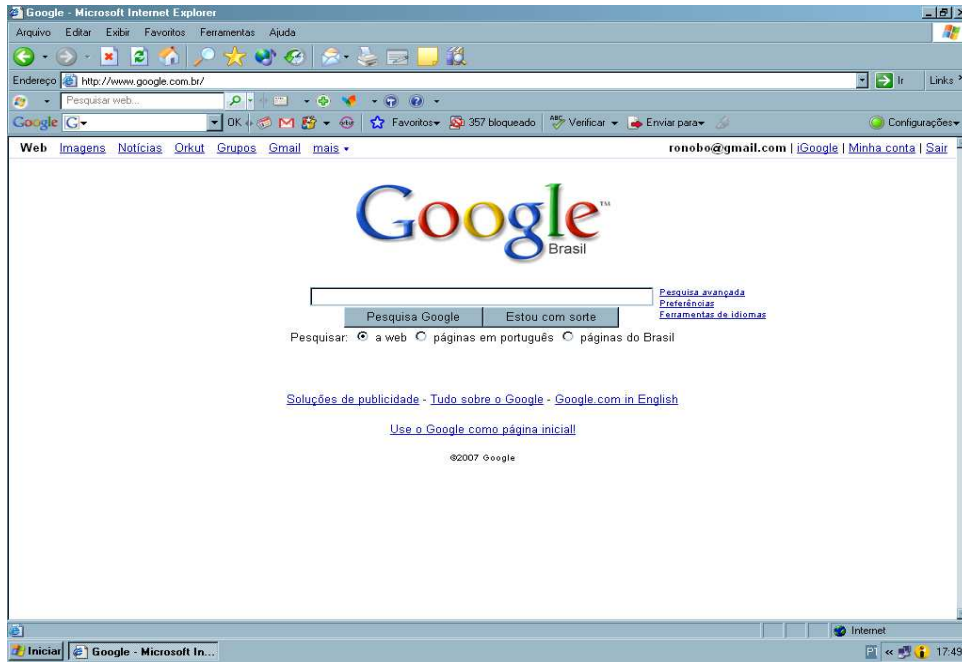 Google - Microsoft Internet Explorer
Arquivo Editar Exibir Favoritos Ferramentas Ajuda
Endereço http://www.google.com.br/ Ir Links
Pesquisar web...
Google G OK Favoritos 357 bloqueado Verificar Enviar para Configurações
Web Imagens Notícias Orkut Grupos Gmail mais ronobo@gmail.com | iGoogle | Minha conta | Sair
Google™
Brasil
Pesquisa avançada
Preferências
Ferramentas de idiomas
Pesquisa Google Estou com sorte
Pesquisar: a web páginas em português páginas do Brasil
Soluções de publicidade - Tudo sobre o Google - Google.com in English
Use o Google como página inicial!
©2007 Google
Internet
Iniciar Google - Microsoft In... 17:49